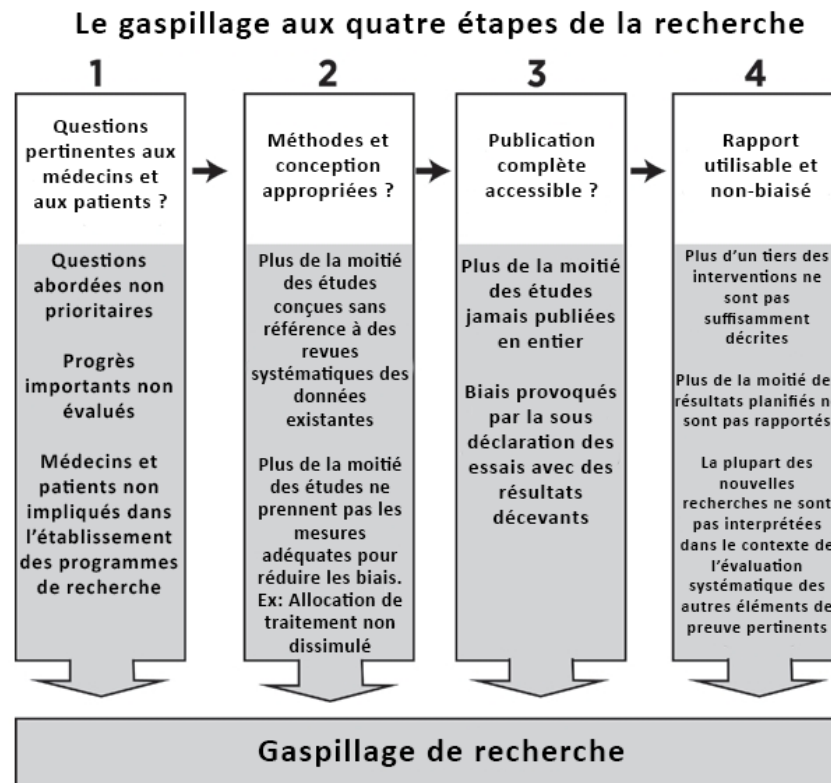 Le gaspillage aux quatre étapes de la recherche
1
Questions
pertinentes aux
médecins et
aux patients ?
Questions
abordées non
prioritaires
Progrès
importants non
évalués
Médecins et
patients non
impliqués dans
l'établissement
des programmes
de recherche
2
Méthodes et
conception
appropriées ?
Plus de la moitié
des études
conçues sans
référence à des
revues
systématiques des
données
existantes
Plus de la moitié
des études ne
prennent pas les
mesures
adéquates pour
réduire les biais.
Ex: Allocation de
traitement non
dissimulé
3
Publication
complète
accessible ?
Plus de la moitié
des études
jamais publiées
en entier
Biais provoqués
par la sous
déclaration des
essais avec des
résultats
décevants
4
Rapport
utilisable et
non-biaisé
Plus d'un tiers des
interventions ne
sont pas
suffisamment
décrites
Plus de la moitié de
résultats planifiés n
sont pas rapportés
La plupart des
nouvelles
recherches ne sont
pas interprétées
dans le contexte de
l'évaluation
systématique des
autres éléments de
preuve pertinents
Gaspillage de recherche